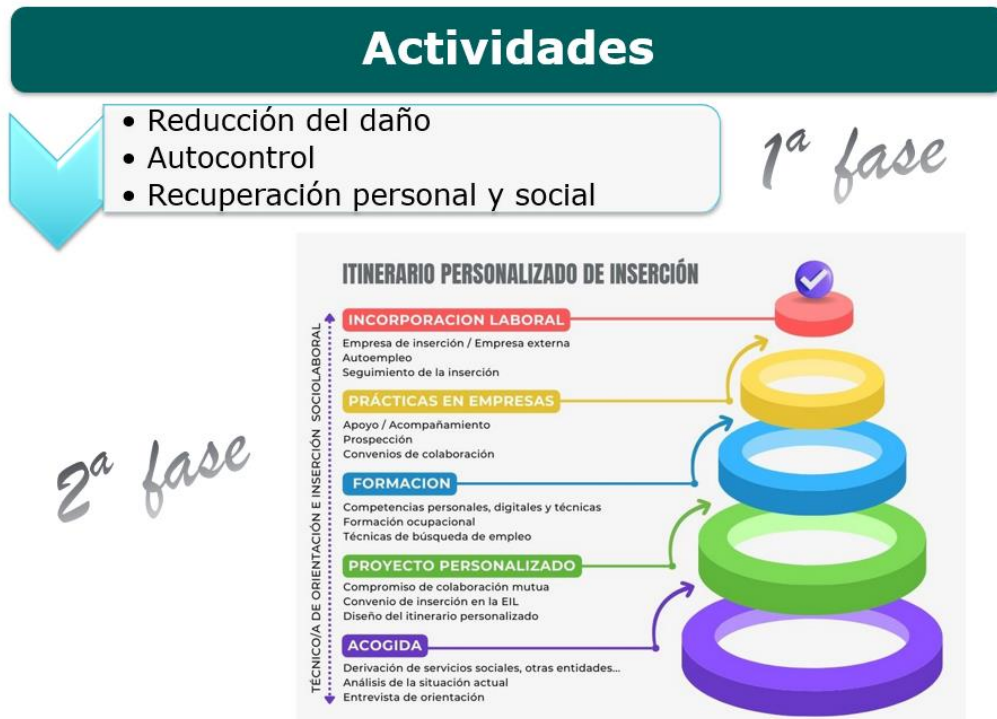 Actividades
• Reducción del daño
• Autocontrol
• Recuperación personal y social
1ª fase
2ª fase
ITINERARIO PERSONALIZADO DE INSERCIÓN
TÉCNICO/A DE ORIENTACIÓN E INSERCIÓN SOCIOLABORAL
INCORPORACION LABORAL
Empresa de inserción / Empresa externa
Autoempleo
Seguimiento de la inserción
PRÁCTICAS EN EMPRESAS
Apoyo / Acompañamiento
Prospección
Convenios de colaboración
FORMACION
Competencias personales, digitales y técnicas
Formación ocupacional
Técnicas de búsqueda de empleo
PROYECTO PERSONALIZADO
Compromiso de colaboración mutua
Convenio de inserción en la EIL
Diseño del itinerario personalizado
ACOGIDA
Derivación de servicios sociales, otras entidades...
Análisis de la situación actual
Entrevista de orientación